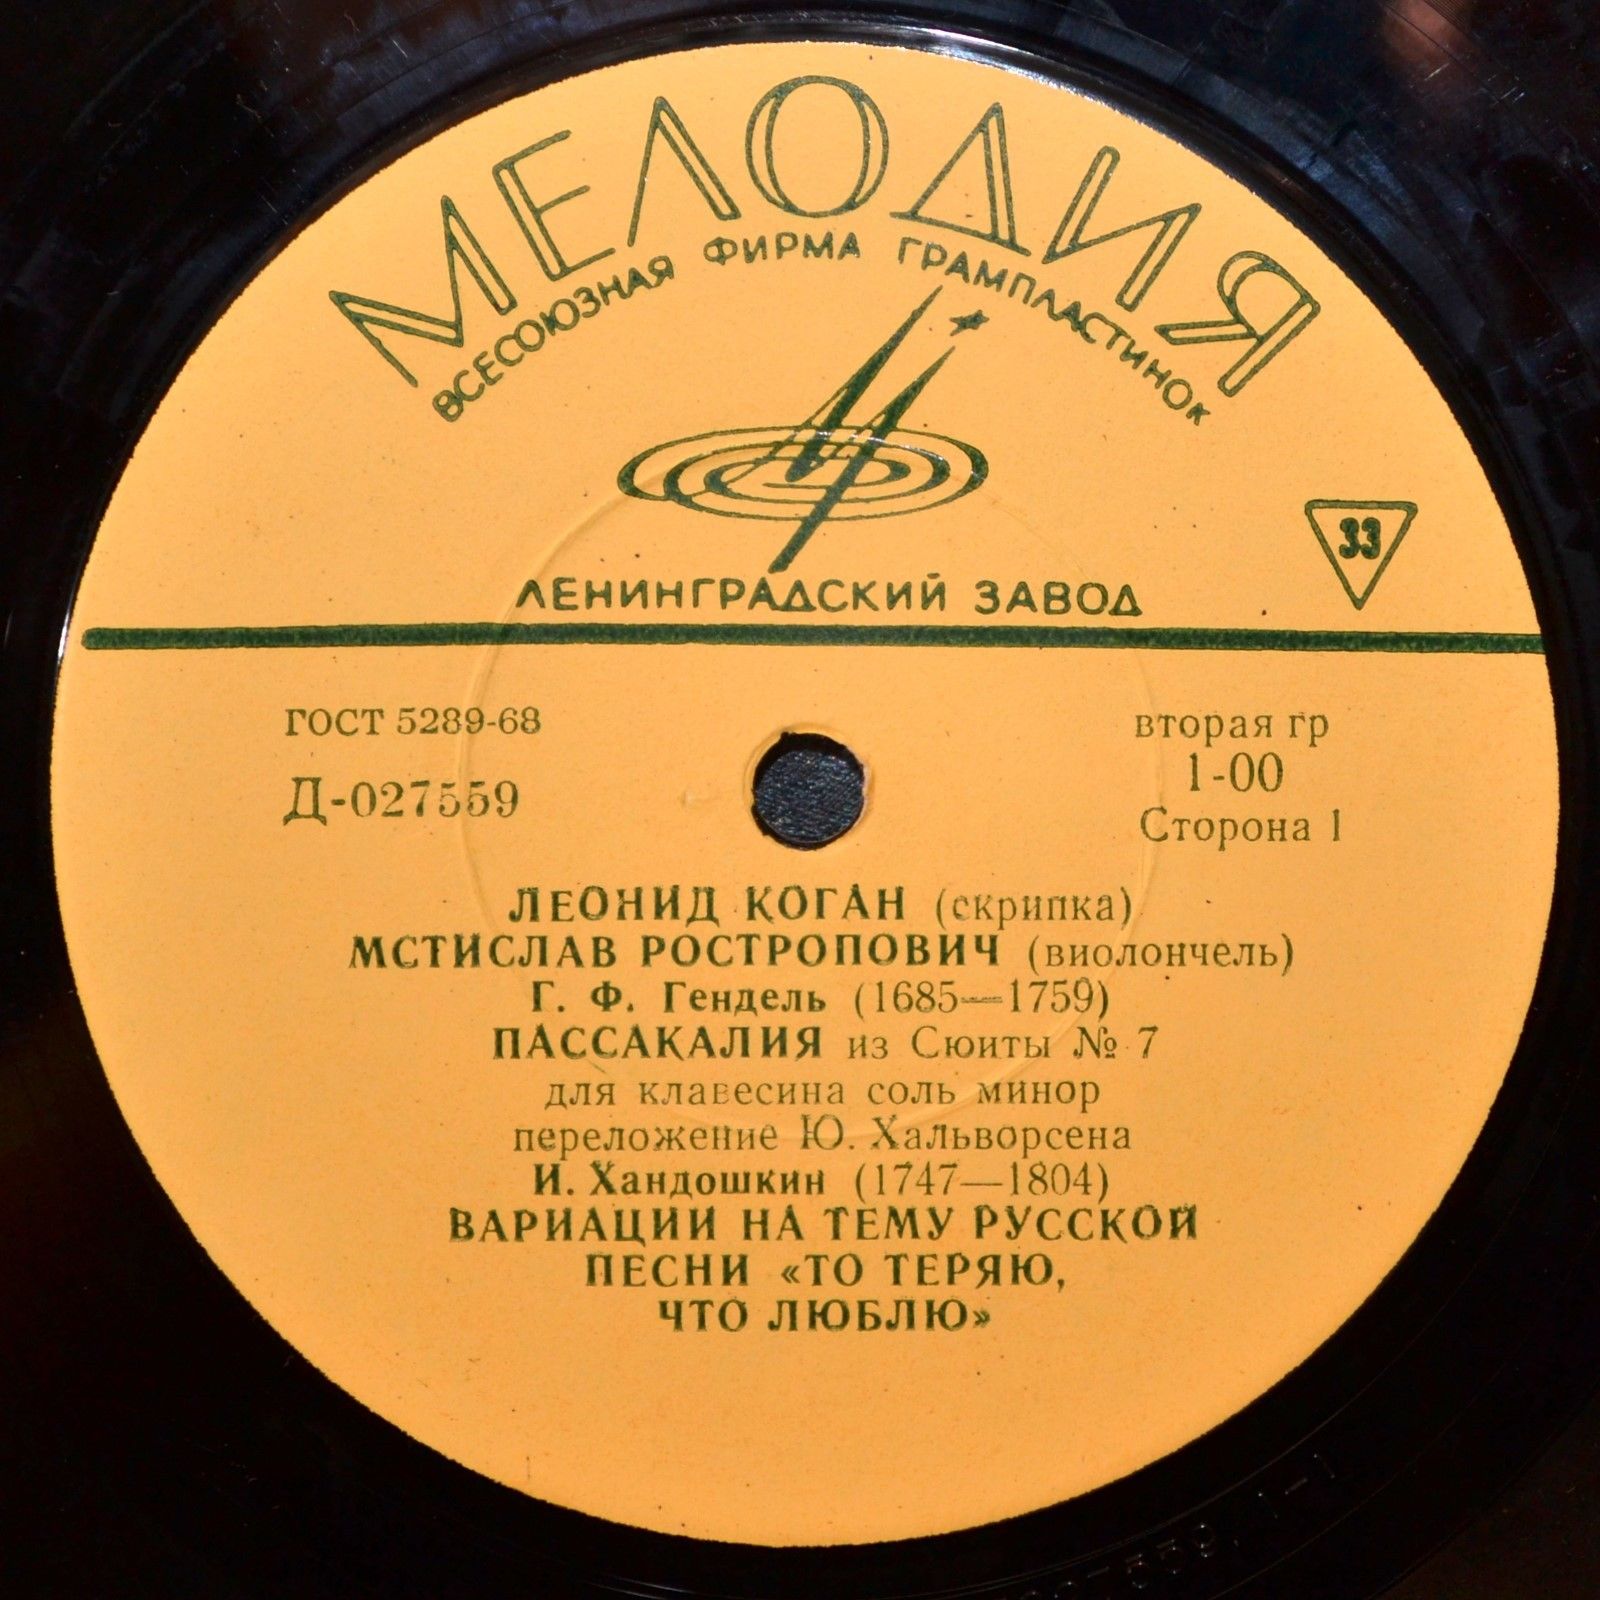 МЕЛОДИЯ
ВСЕСОЮЗНАЯ ФИРМА ГРАМПЛАСТИНОК
33
ЛЕНИНГРАДСКИЙ ЗАВОД
ГОСТ 5289-68
вторая гр
Д-027559
1-00
Сторона 1
ЛЕОНИД КОГАН (скрипка)
МСТИСЛАВ РОСТРОПОВИЧ (виолончель)
Г. Ф. Гендель (1685—1759)
ПАССАКАЛИЯ из Сюиты № 7
для клавесина соль минор
переложение Ю. Хальворсена
И. Хандошкин (1747—1804)
ВАРИАЦИИ НА ТЕМУ РУССКОЙ
ПЕСНИ «ТО ТЕРЯЮ,
ЧТО ЛЮБЛЮ»